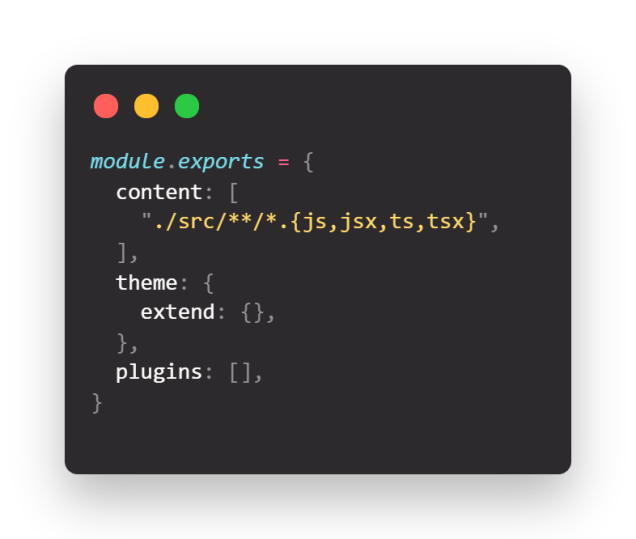 module.exports = {
  content: [
    "./src/**/*.{js,jsx,ts,tsx}",
  ],
  theme: {
    extend: {},
  },
  plugins: [],
}